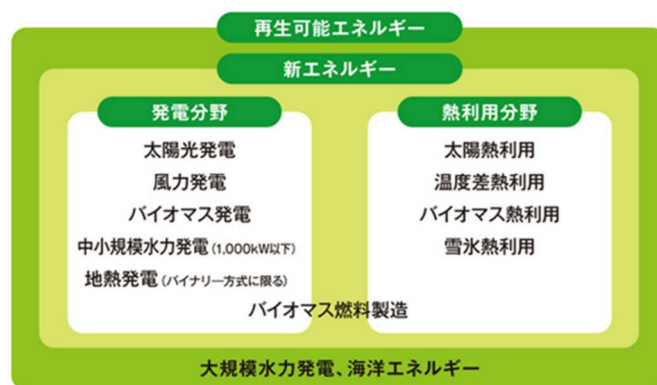 再生可能エネルギー
新エネルギー
発電分野
太陽光発電
風力発電
バイオマス発電
中小規模水力発電(1,000kW以下)
地熱発電(バイナリー方式に限る)
熱利用分野
太陽熱利用
温度差熱利用
バイオマス熱利用
雪氷熱利用
バイオマス燃料製造
大規模水力発電、海洋エネルギー